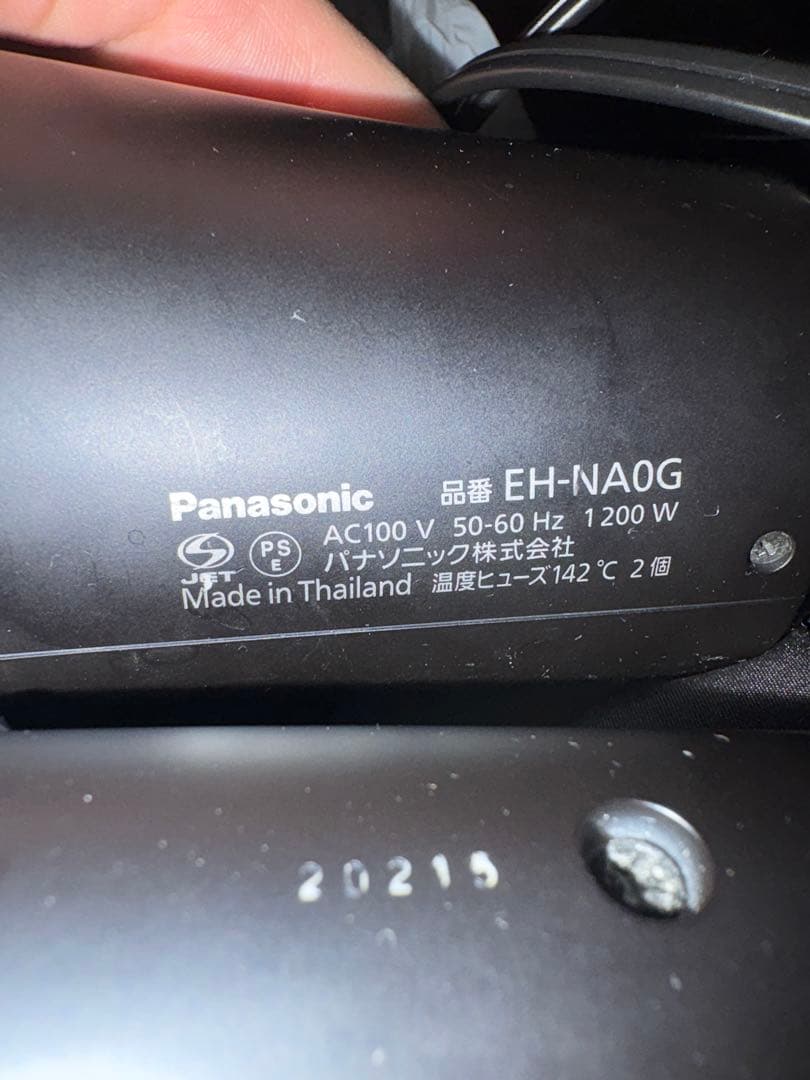 Panasonic 品番 EH-NA0G
AC100 V 50-60 Hz 1200 W
PS
E
パナソニック株式会社
JET
Made in Thailand 温度ヒューズ142℃ 2個
20215